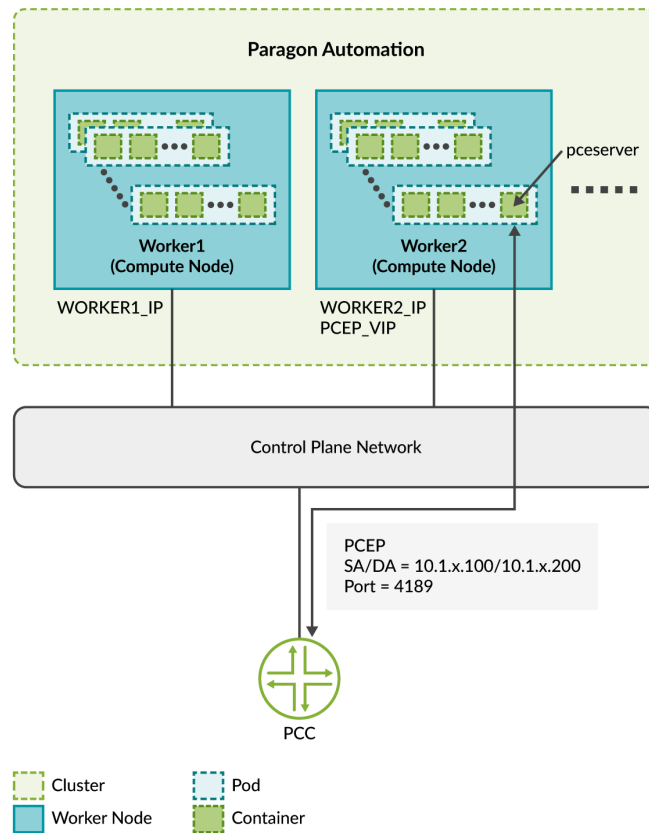 Paragon Automation
pceserver
Worker1
(Compute Node)
Worker2
(Compute Node)
WORKER1_IP
WORKER2_IP
PCEP_VIP
Control Plane Network
PCEP
SA/DA = 10.1.x.100/10.1.x.200
Port = 4189
PCC
Cluster
Pod
Worker Node
Container